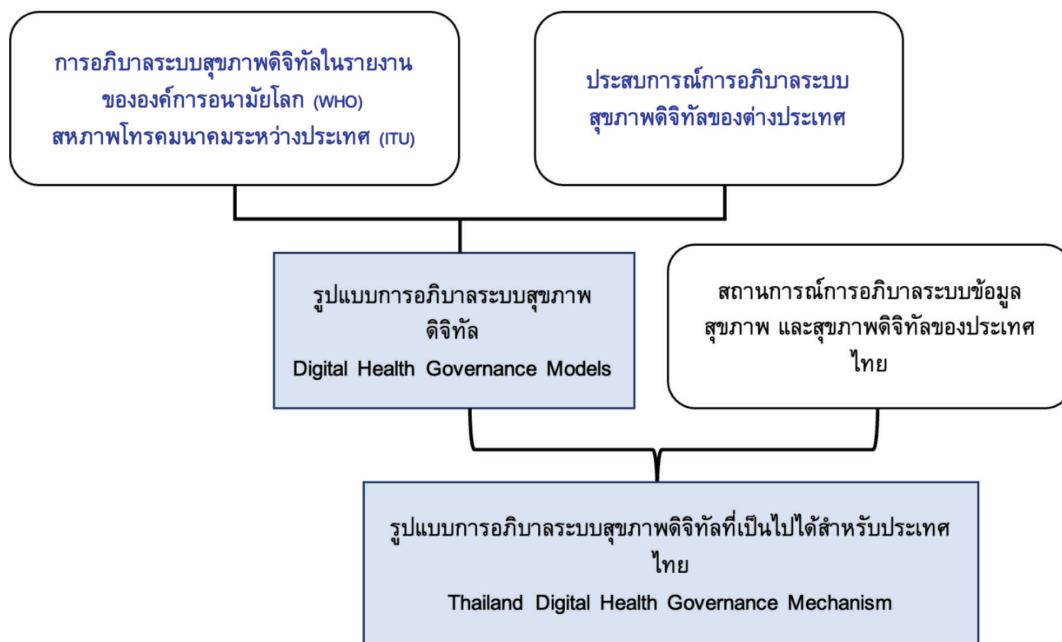 การอภิบาลระบบสุขภาพดิจิทัลในรายงาน
ขององค์การอนามัยโลก (WHO)
สหภาพโทรคมนาคมระหว่างประเทศ (ITU)
ประสบการณ์การอภิบาลระบบ
สุขภาพดิจิทัลของต่างประเทศ
รูปแบบการอภิบาลระบบสุขภาพ
ดิจิทัล
Digital Health Governance Models
สถานการณ์การอภิบาลระบบข้อมูล
สุขภาพ และสุขภาพดิจิทัลของประเทศ
ไทย
รูปแบบการอภิบาลระบบสุขภาพดิจิทัลที่เป็นไปได้สำหรับประเทศ
ไทย
Thailand Digital Health Governance Mechanism